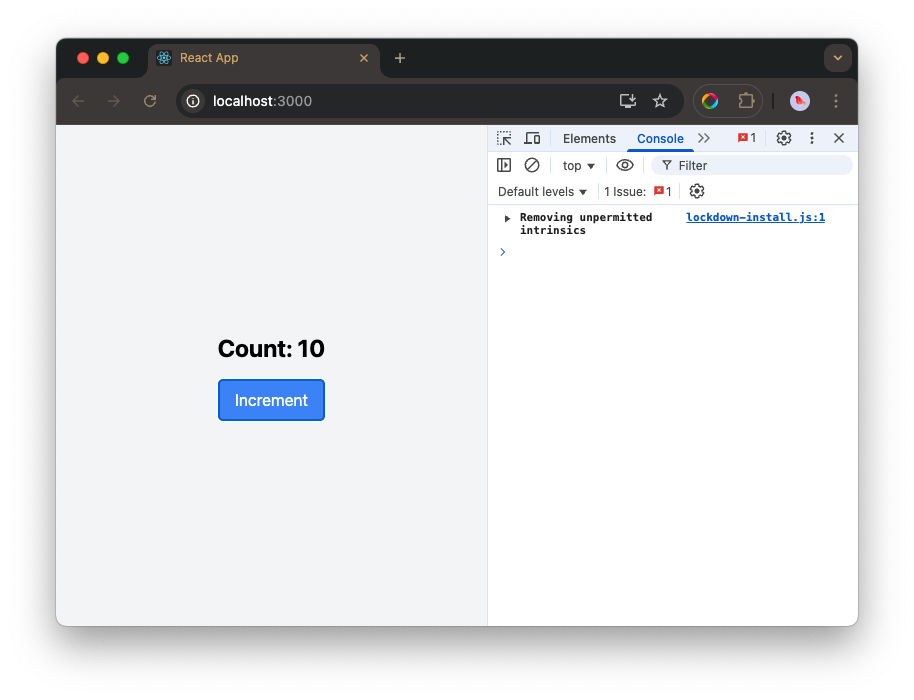 React App
localhost:3000
Elements
Console
1
top
Filter
Default levels
1 Issue:
1
Removing unpermitted lockdown-install.js:1
intrinsics
Count: 10
Increment